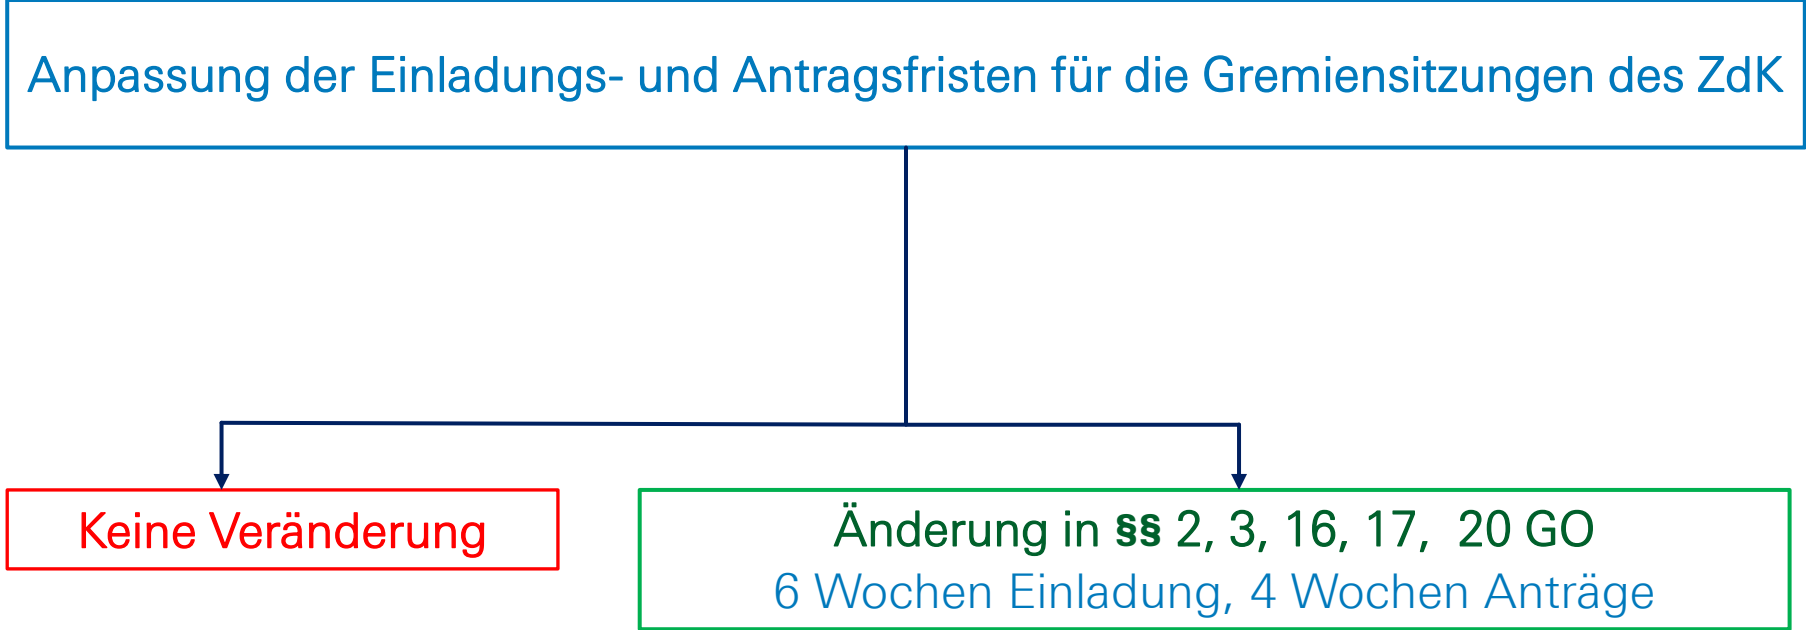 Anpassung der Einladungs- und Antragsfristen für die Gremiensitzungen des ZdK
Keine Veränderung
Änderung in §§ 2, 3, 16, 17, 20 GO
6 Wochen Einladung, 4 Wochen Anträge